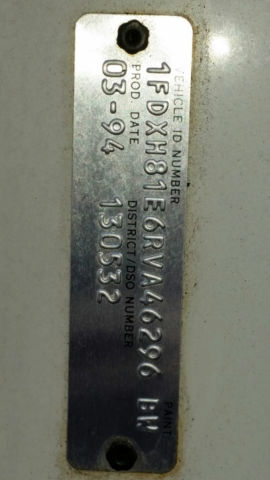 VEHICLE ID NUMBER PAINT
1FDXH81E6RVA46296 BW
PROD DATE DISTRICT/DSO NUMBER
03-94 130532